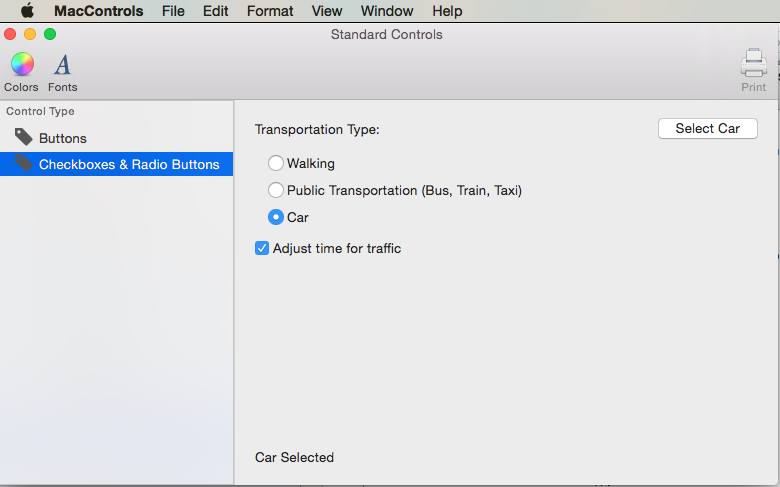 MacControls File Edit Format View Window Help
Standard Controls
Colors Fonts
Print
Control Type
Buttons
Checkboxes & Radio Buttons
Transportation Type:
Select Car
Walking
Public Transportation (Bus, Train, Taxi)
Car
Adjust time for traffic
Car Selected